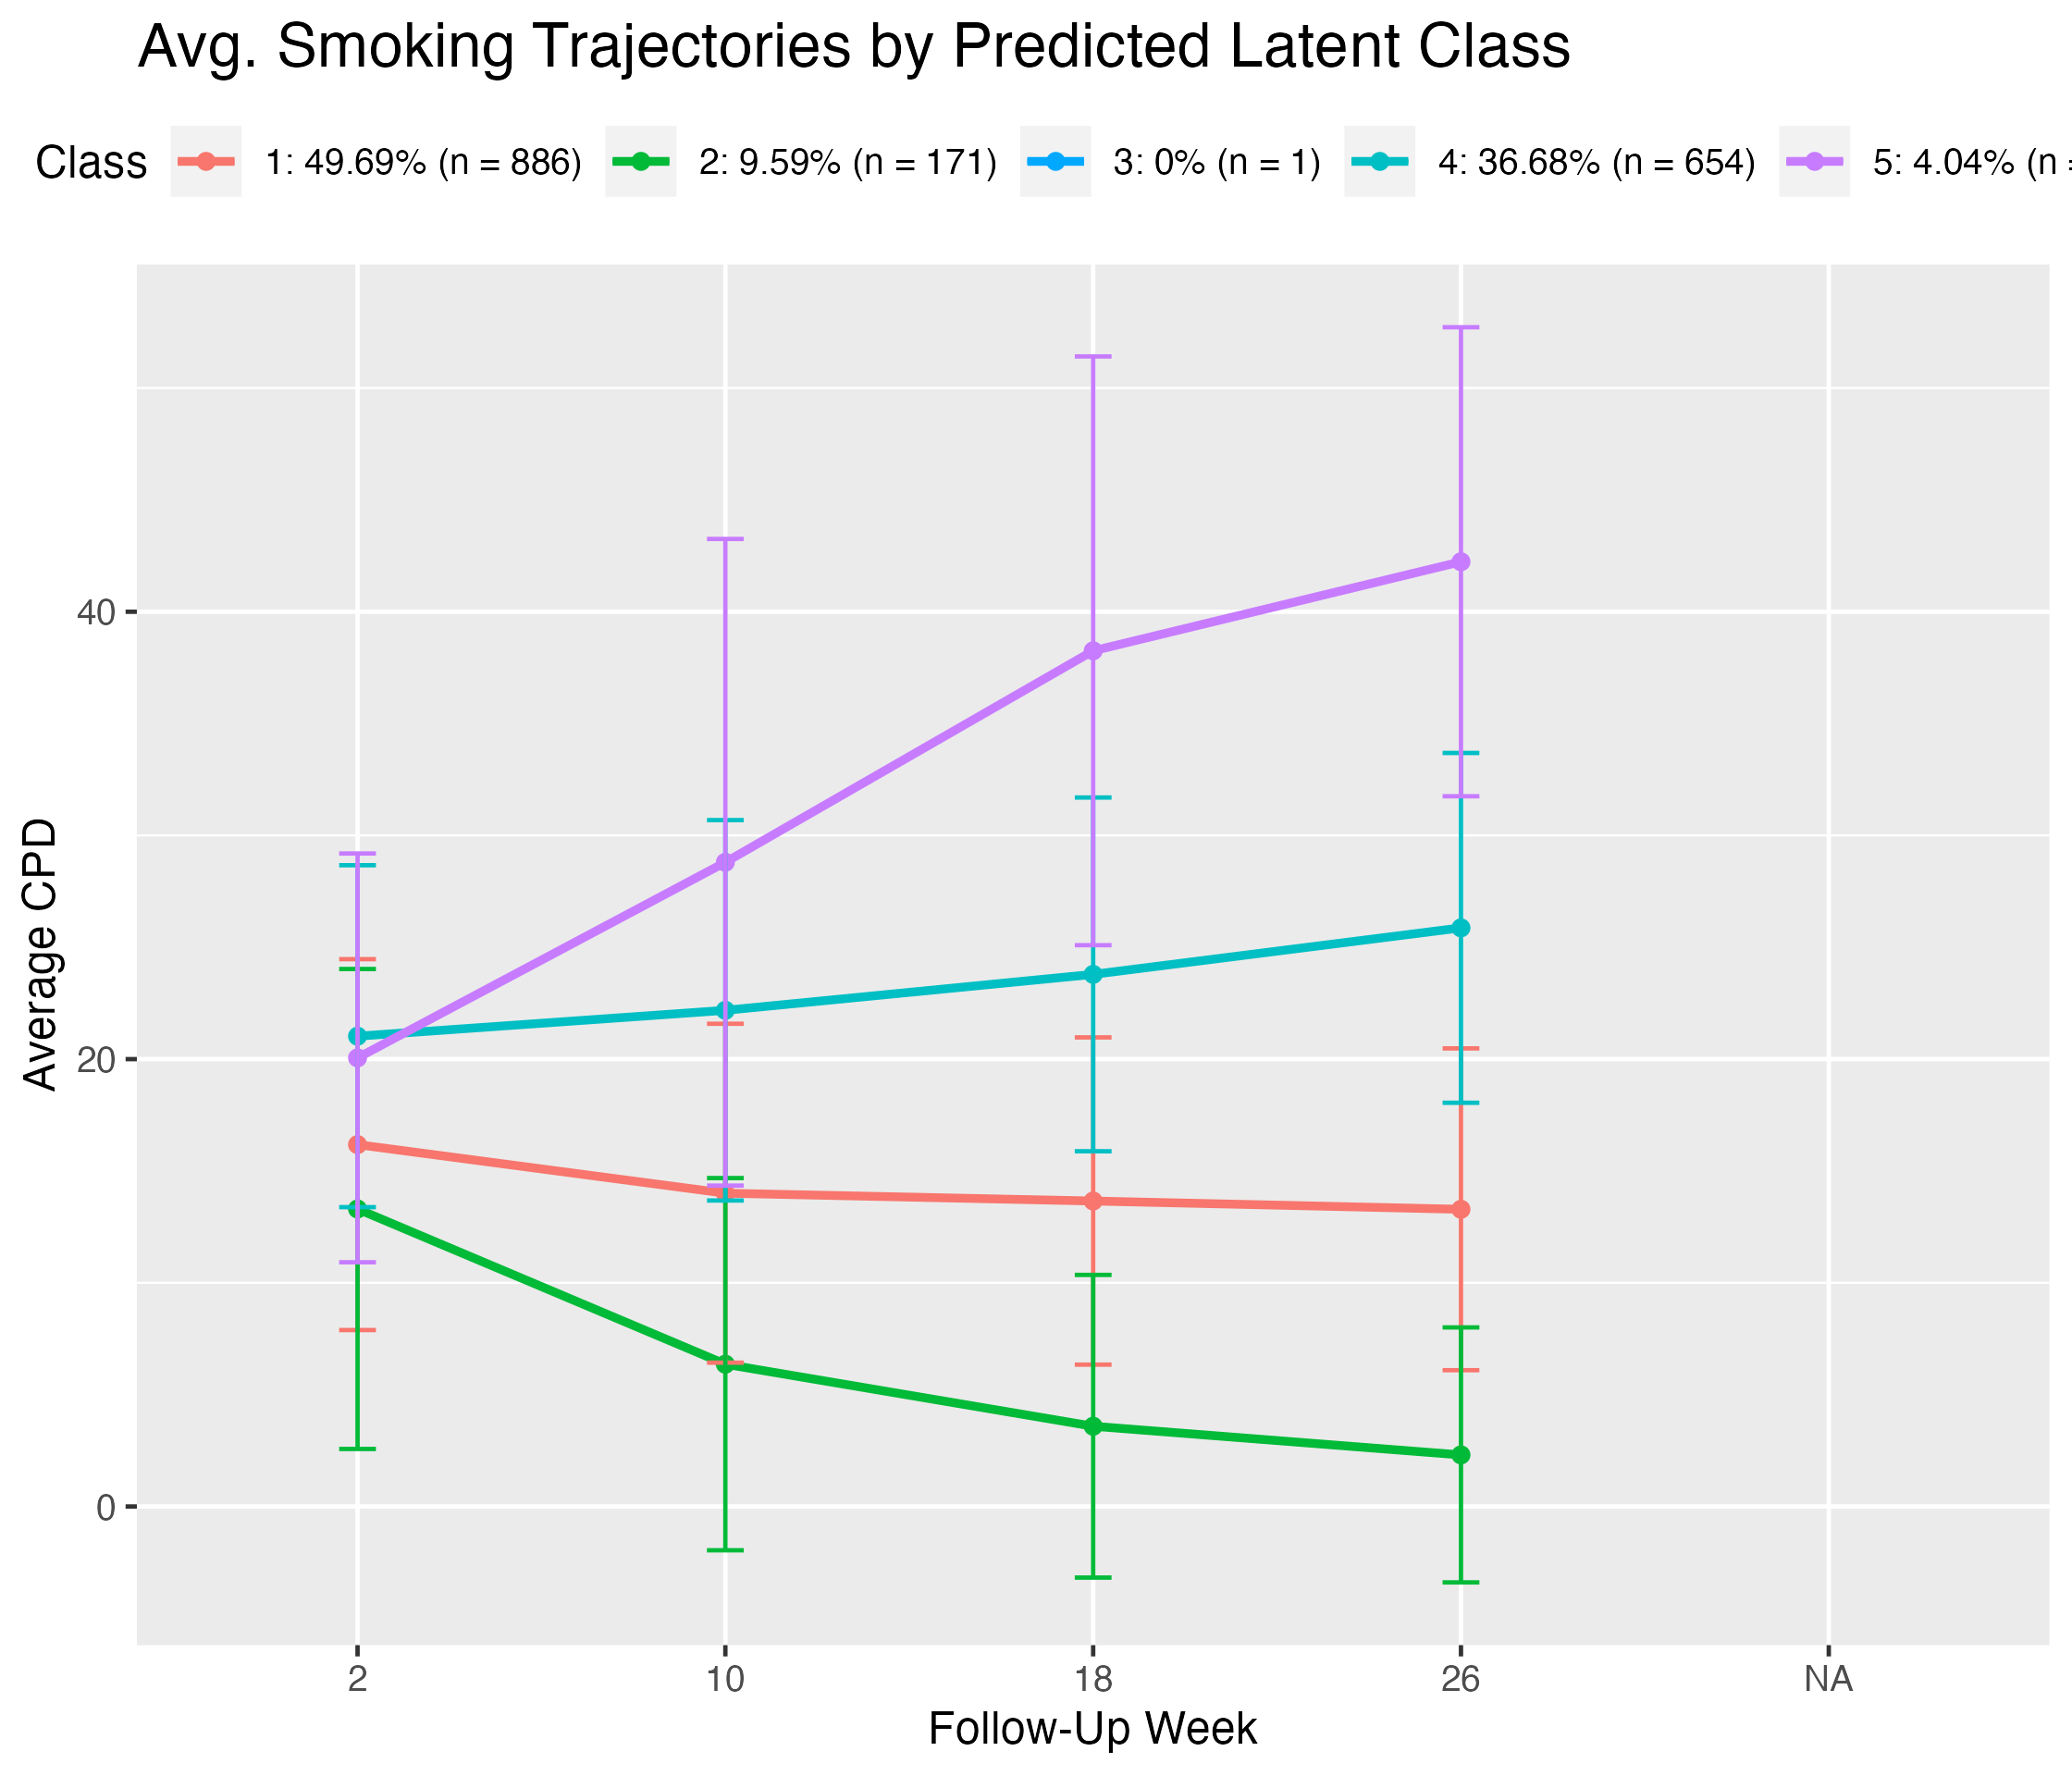 Avg. Smoking Trajectories by Predicted Latent Class
Class 1: 49.69% (n = 886) 2: 9.59% (n = 171) 3: 0% (n = 1) 4: 36.68% (n = 654) 5: 4.04% (n =
40
20
0
Average CPD
2 10 18 26 NA
Follow-Up Week